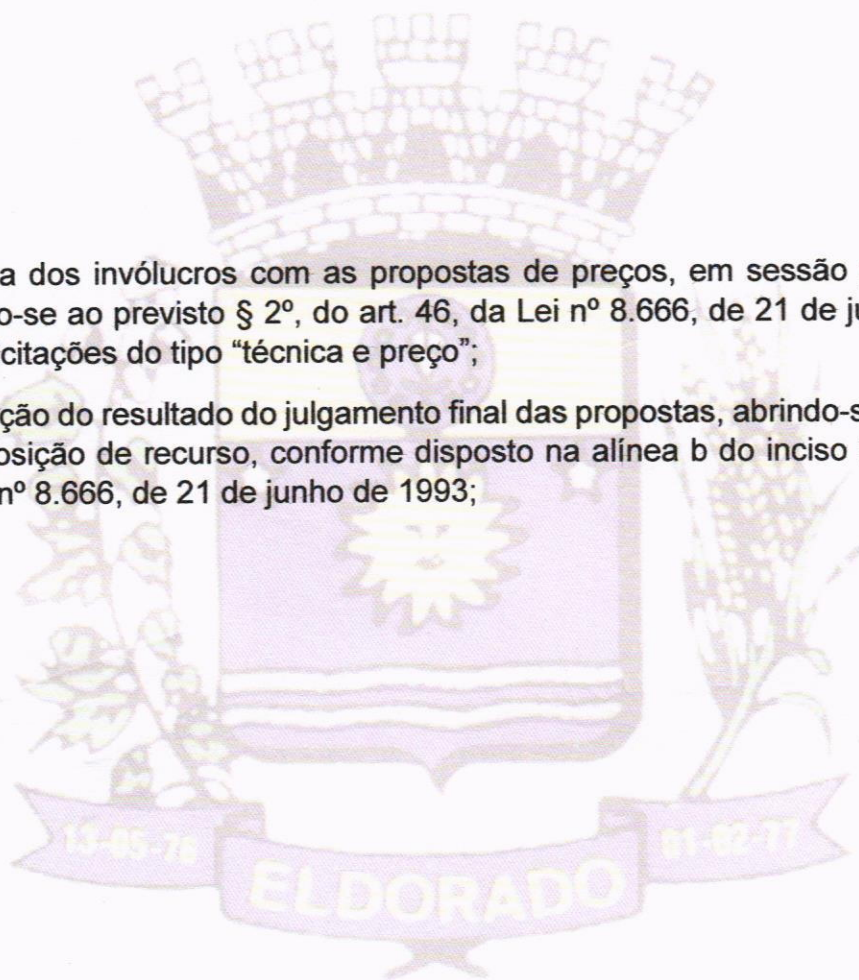 a dos invólucros com as propostas de preços, em sessão
o-se ao previsto § 2º, do art. 46, da Lei nº 8.666, de 21 de ju
citações do tipo “técnica e preço”;
ção do resultado do julgamento final das propostas, abrindo-s
osição de recurso, conforme disposto na alínea b do inciso
nº 8.666, de 21 de junho de 1993;
13-05-76
01-02-77
ELDORADO